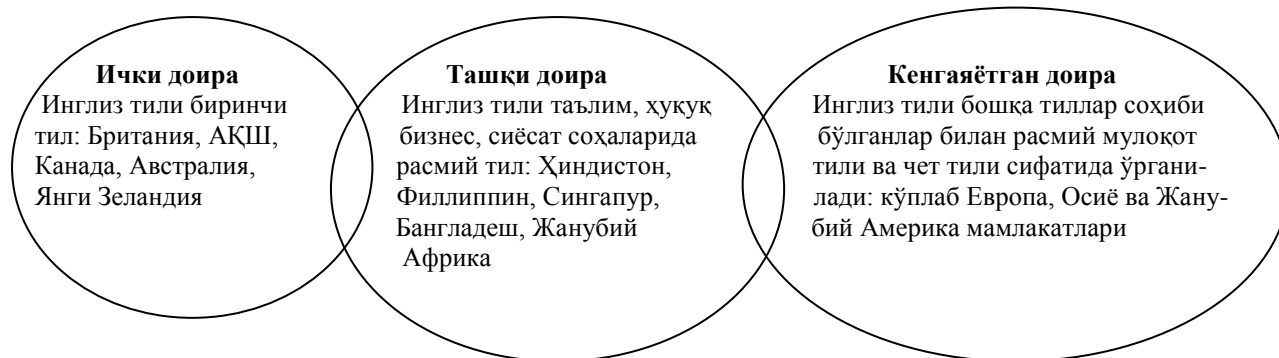 Ички доира
Инглиз тили биринчи
тил: Британия, АҚШ,
Канада, Австралия,
Янги Зеландия
Ташқи доира
Инглиз тили таълим, ҳуқуқ
бизнес, сиёсат соҳаларида
расмий тил: Ҳиндистон,
Филлиппин, Сингапур,
Бангладеш, Жанубий
Африка
Кенгаяётган доира
Инглиз тили бошқа тиллар соҳиби
бўлганлар билан расмий мулоқот
тили ва чет тили сифатида ўргани-
лади: кўплаб Европа, Осиё ва Жану-
бий Америка мамлакатлари